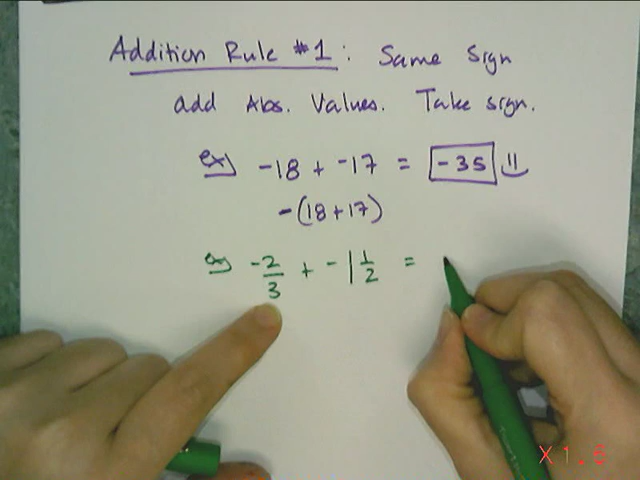 Addition Rule #1: Same Sign
add Abs. Values. Take sign.
ex) -18 + -17 = -35
-(18+17)
ex) -2/3 + -1 1/2 =
X1.6